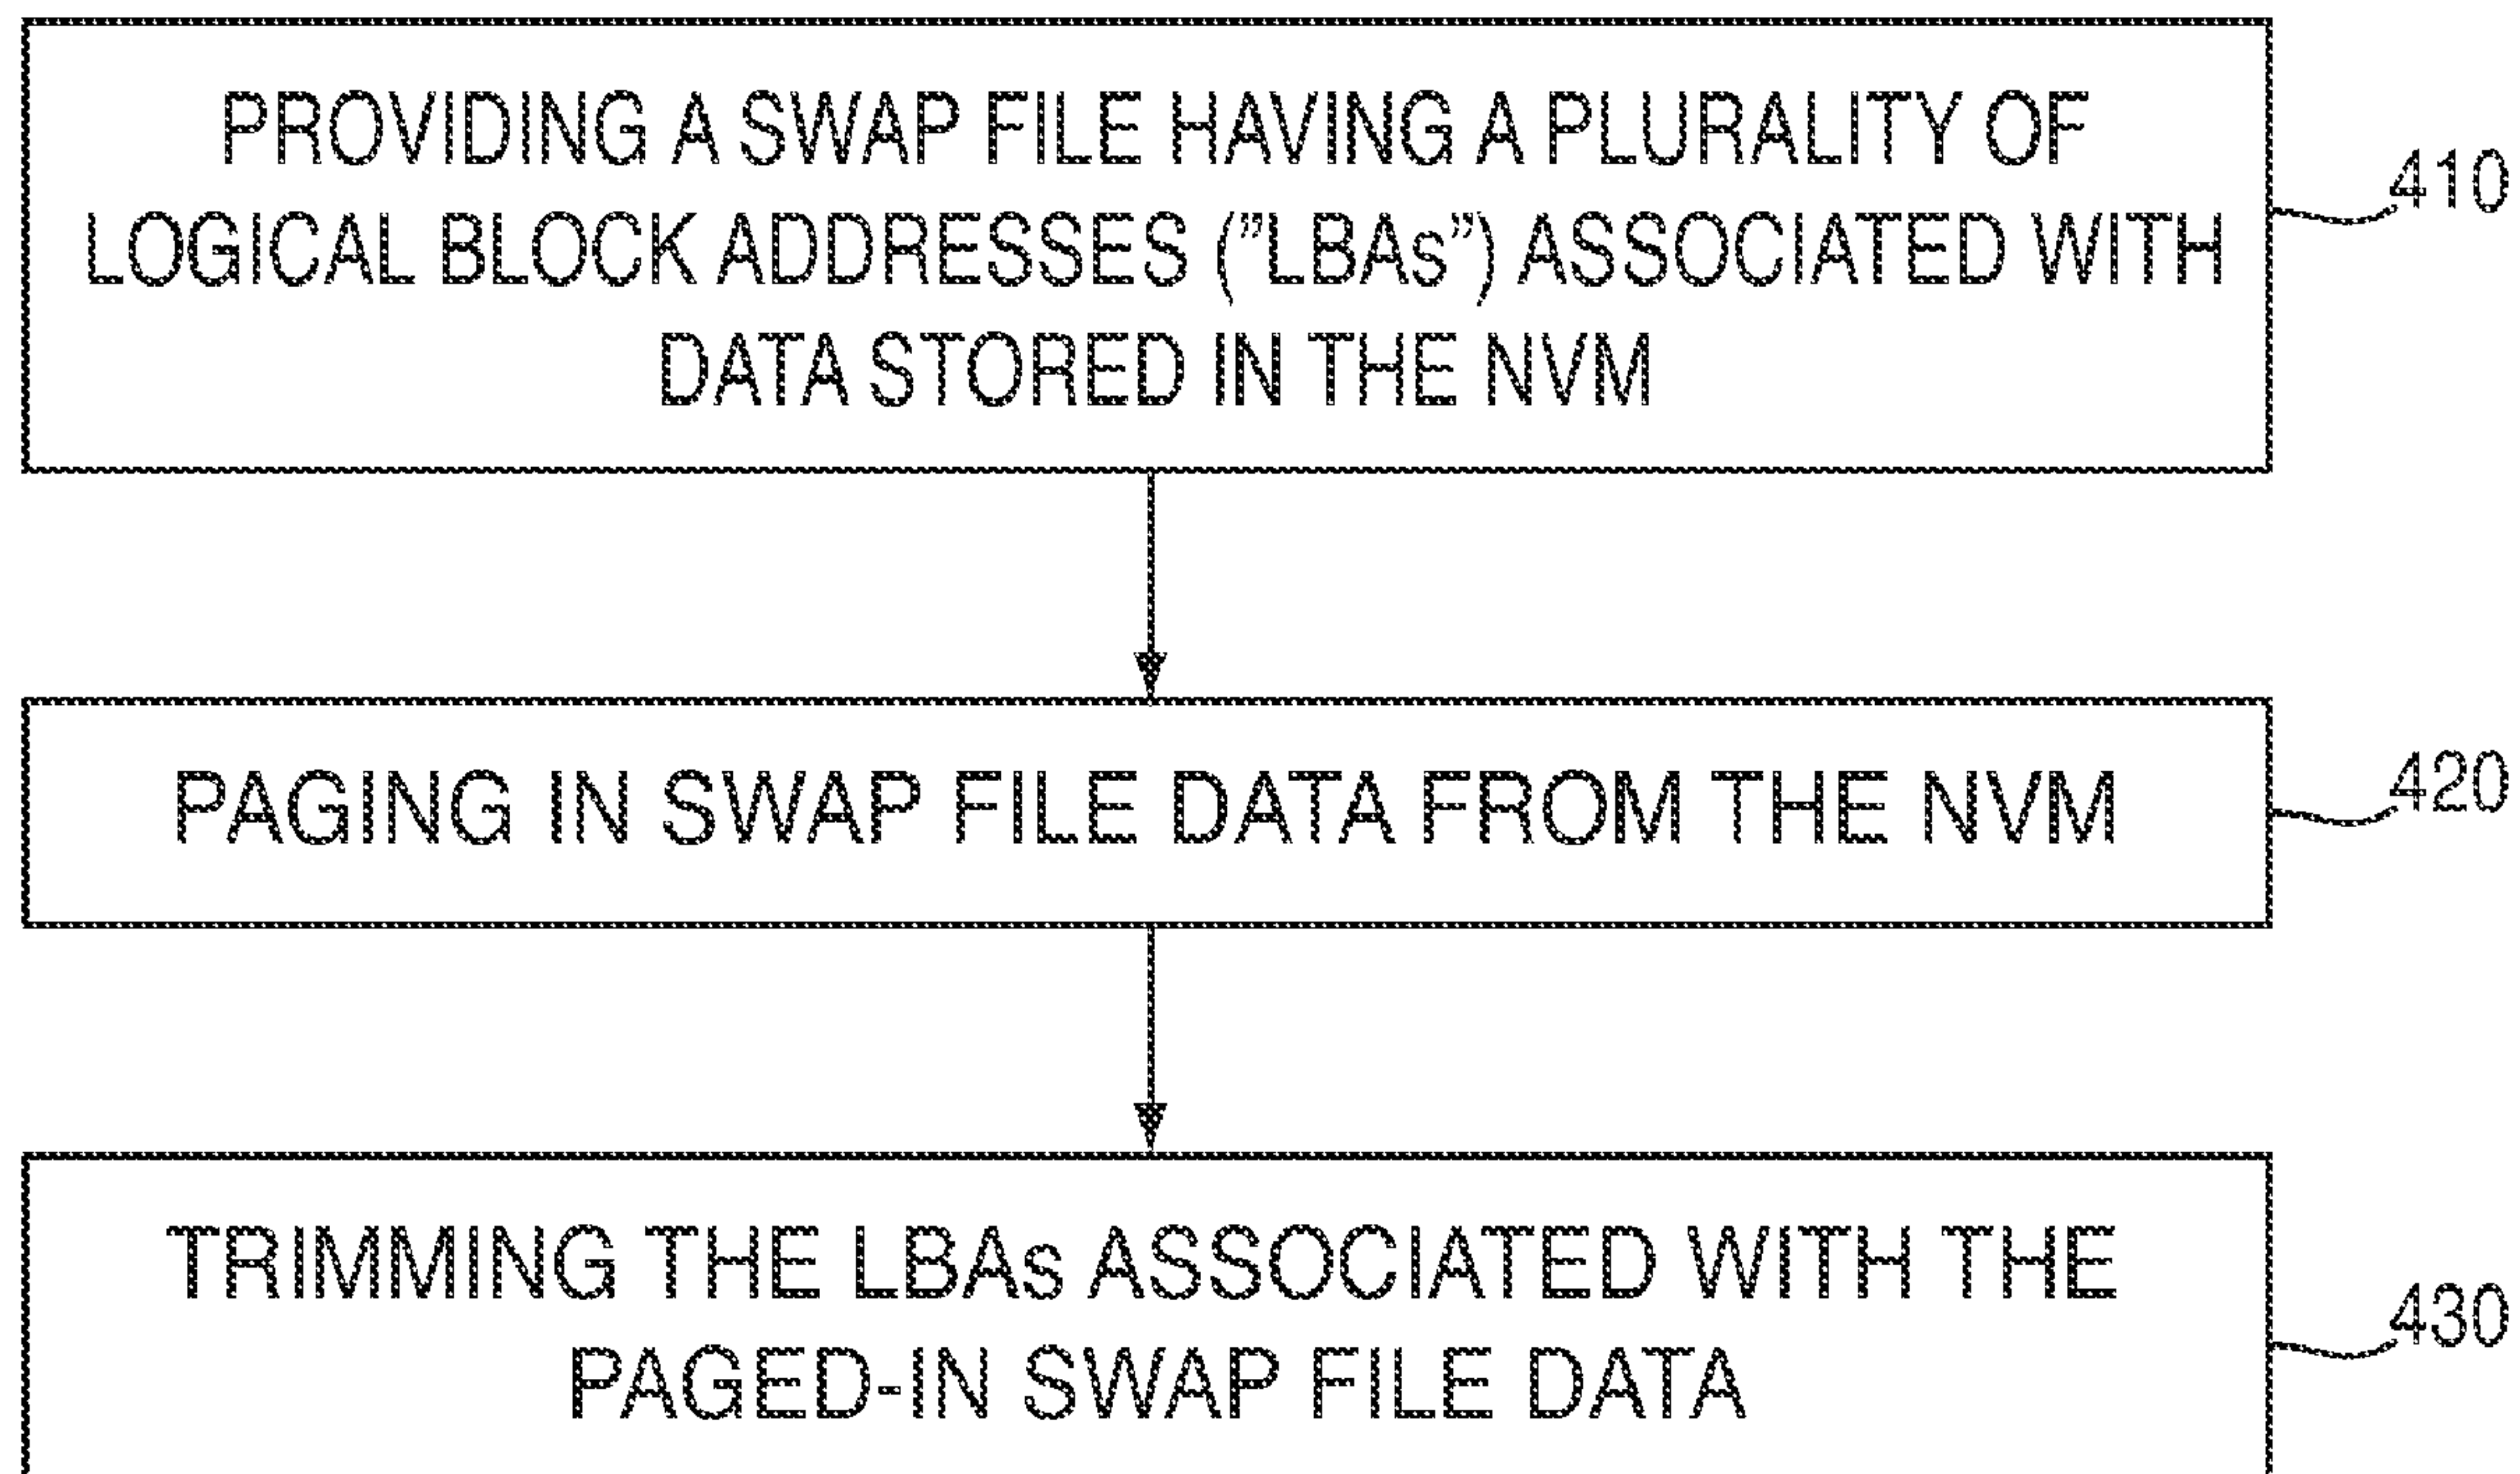 PROVIDING A SWAP FILE HAVING A PLURALITY OF
LOGICAL BLOCK ADDRESSES (”LBAs”) ASSOCIATED WITH
DATA STORED IN THE NVM
410
PAGING IN SWAP FILE DATA FROM THE NVM
420
TRIMMING THE LBAs ASSOCIATED WITH THE
PAGED-IN SWAP FILE DATA
430